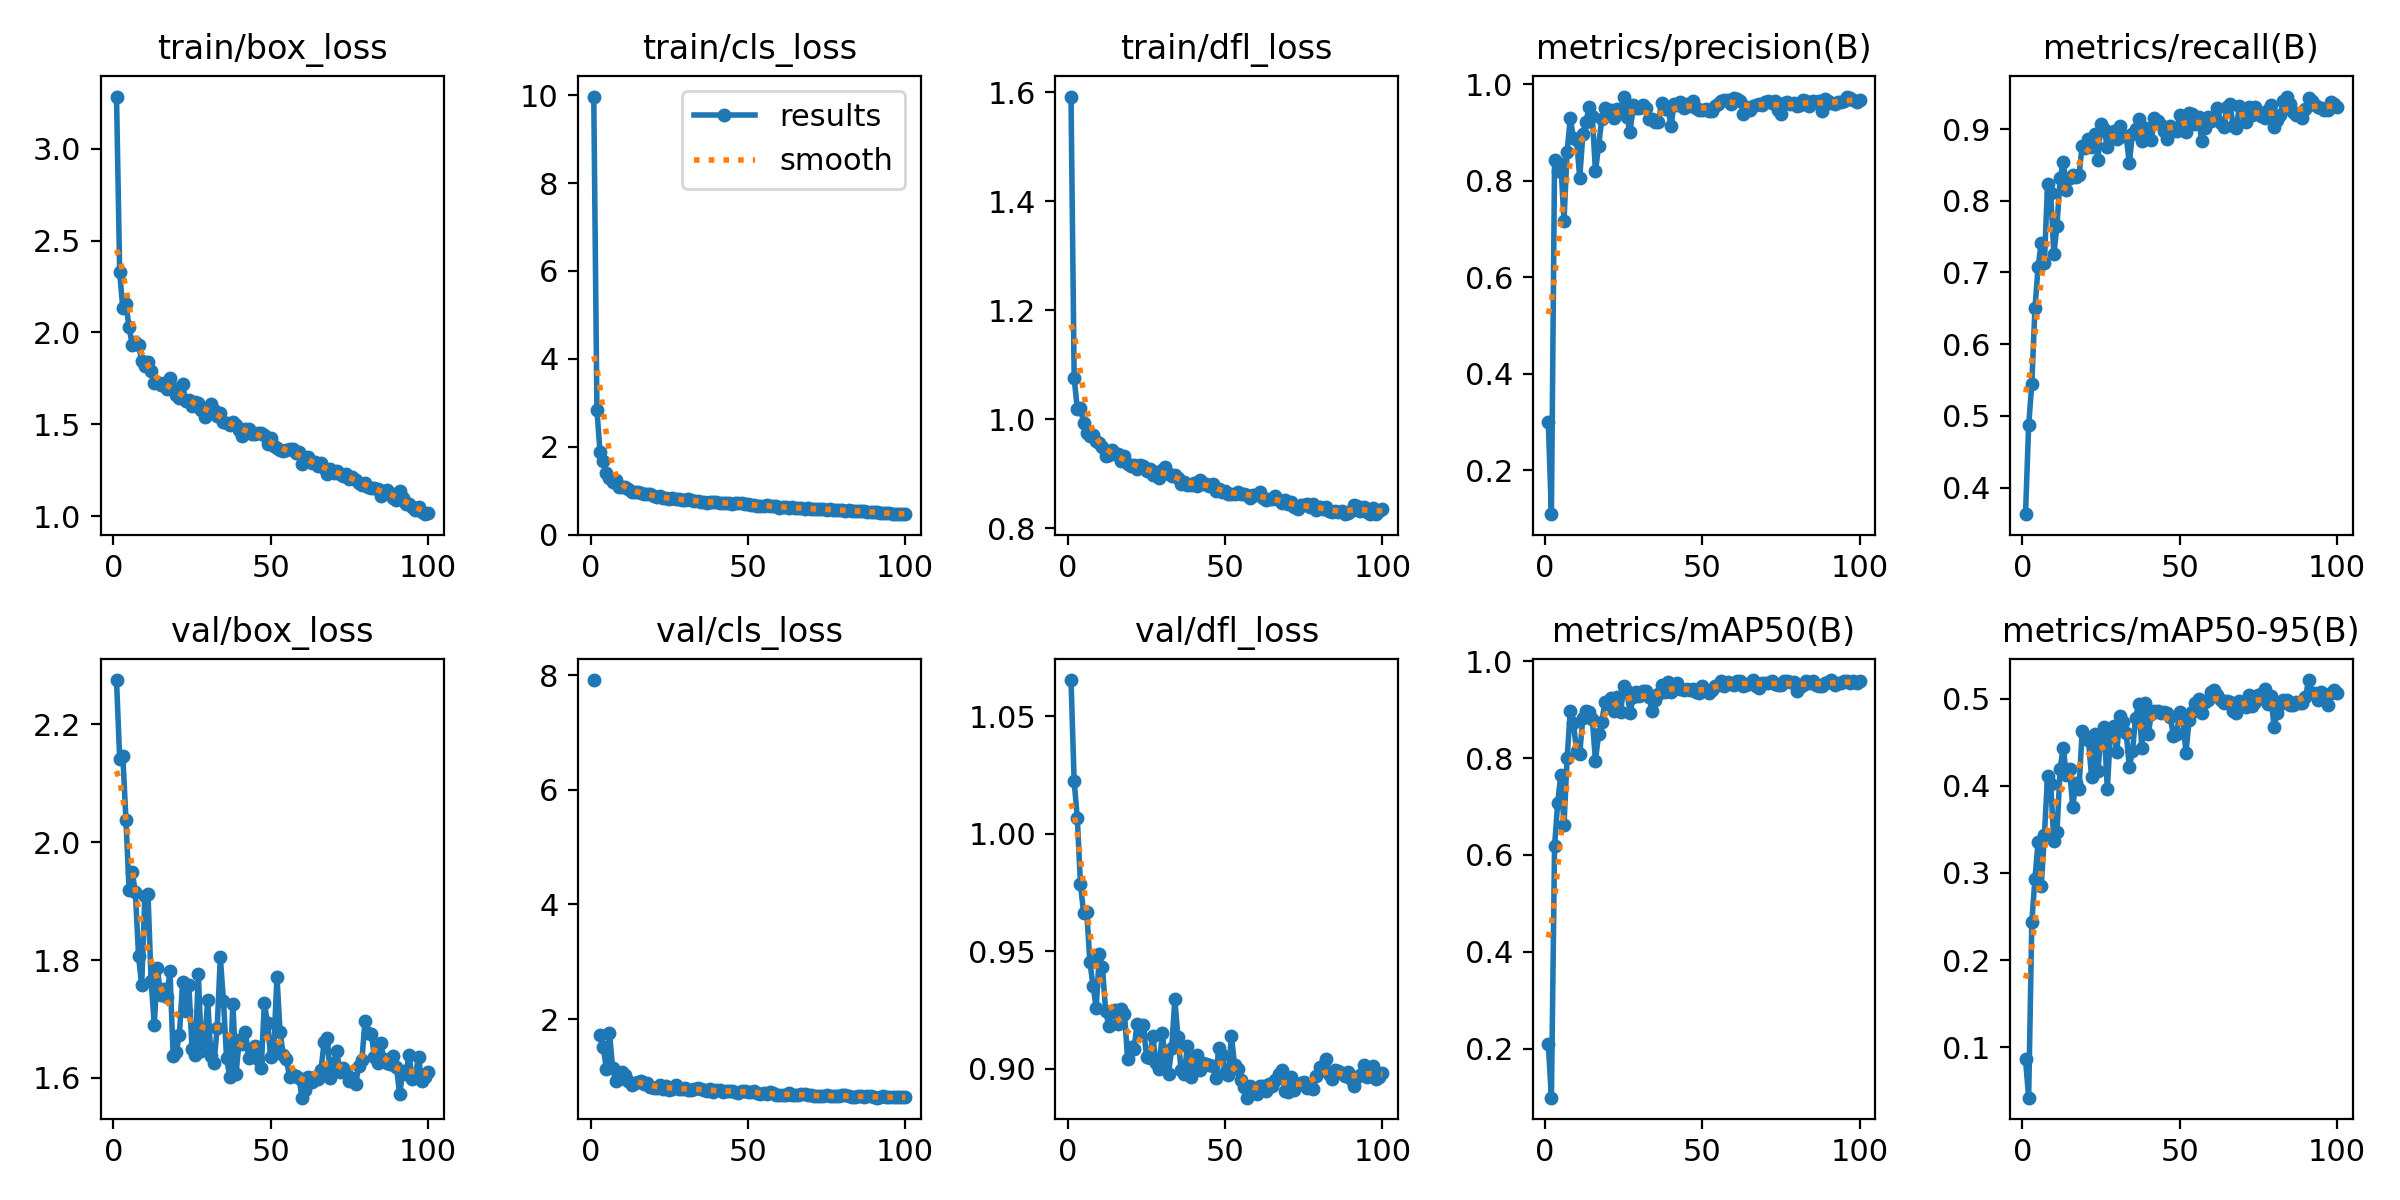 train/box_loss
train/cls_loss
train/dfl_loss
metrics/precision(B)
metrics/recall(B)
3.0
2.5
2.0
1.5
1.0
0 50 100
10
8
6
4
2
0
0 50 100
results
smooth
1.6
1.4
1.2
1.0
0.8
0 50 100
1.0
0.8
0.6
0.4
0.2
0 50 100
0.9
0.8
0.7
0.6
0.5
0.4
0 50 100
val/box_loss
val/cls_loss
val/dfl_loss
metrics/mAP50(B)
metrics/mAP50-95(B)
2.2
2.0
1.8
1.6
0 50 100
8
6
4
2
0 50 100
1.05
1.00
0.95
0.90
0 50 100
1.0
0.8
0.6
0.4
0.2
0 50 100
0.5
0.4
0.3
0.2
0.1
0 50 100